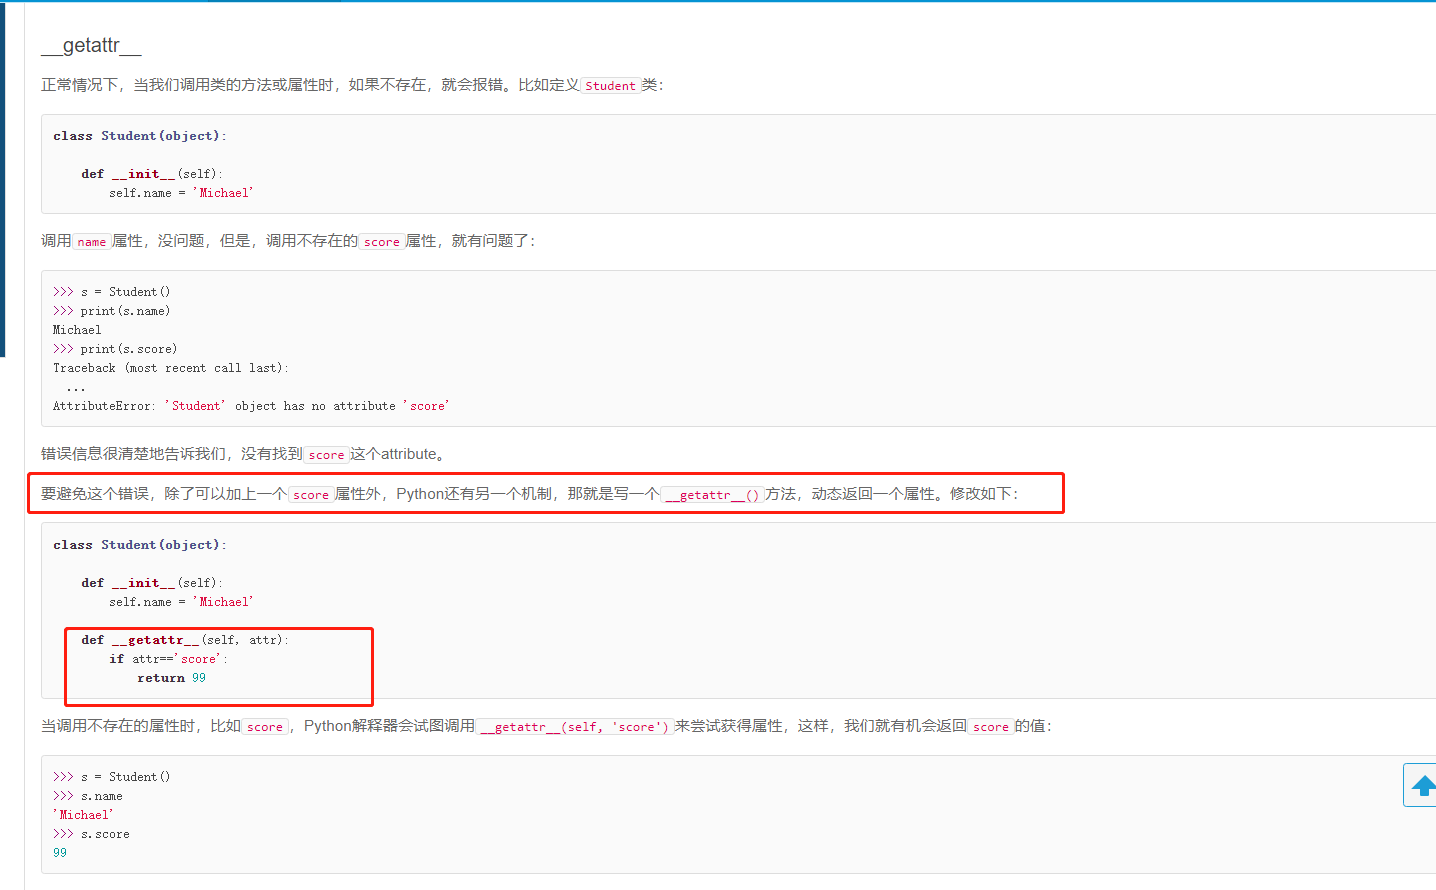 __getattr__
正常情况下，当我们调用类的方法或属性时，如果不存在，就会报错。比如定义Student类：
class Student(object):
def __init__(self):
self.name = 'Michael'
调用name属性，没问题，但是，调用不存在的score属性，就有问题了：
>>> s = Student()
>>> print(s.name)
Michael
>>> print(s.score)
Traceback (most recent call last):
...
AttributeError: 'Student' object has no attribute 'score'
错误信息很清楚地告诉我们，没有找到score这个attribute。
要避免这个错误，除了可以加上一个score属性外，Python还有另一个机制，那就是写一个__getattr__()方法，动态返回一个属性。修改如下：
class Student(object):
def __init__(self):
self.name = 'Michael'
def __getattr__(self, attr):
if attr=='score':
return 99
当调用不存在的属性时，比如score，Python解释器会试图调用__getattr__(self, 'score')来尝试获得属性，这样，我们就有机会返回score的值：
>>> s = Student()
>>> s.name
'Michael'
>>> s.score
99